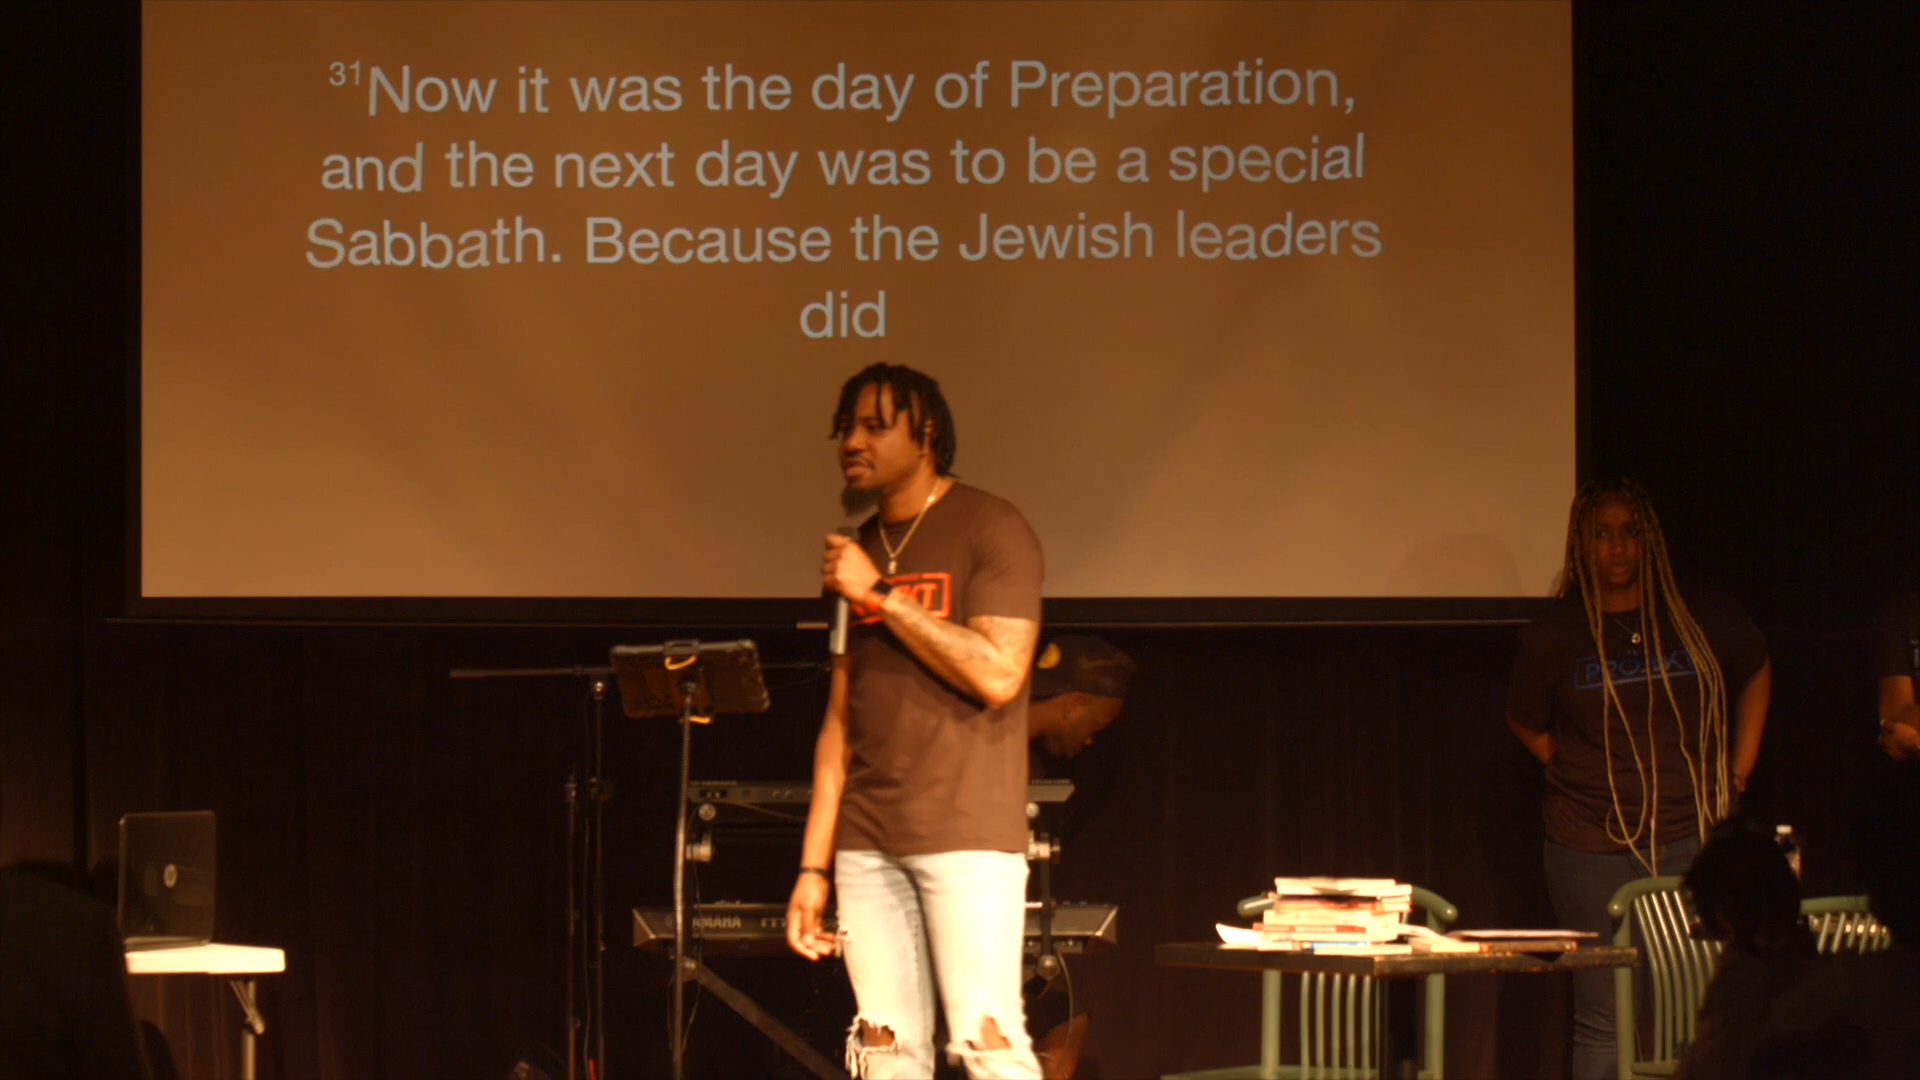 31Now it was the day of Preparation,
and the next day was to be a special
Sabbath. Because the Jewish leaders
did
YAMAHA